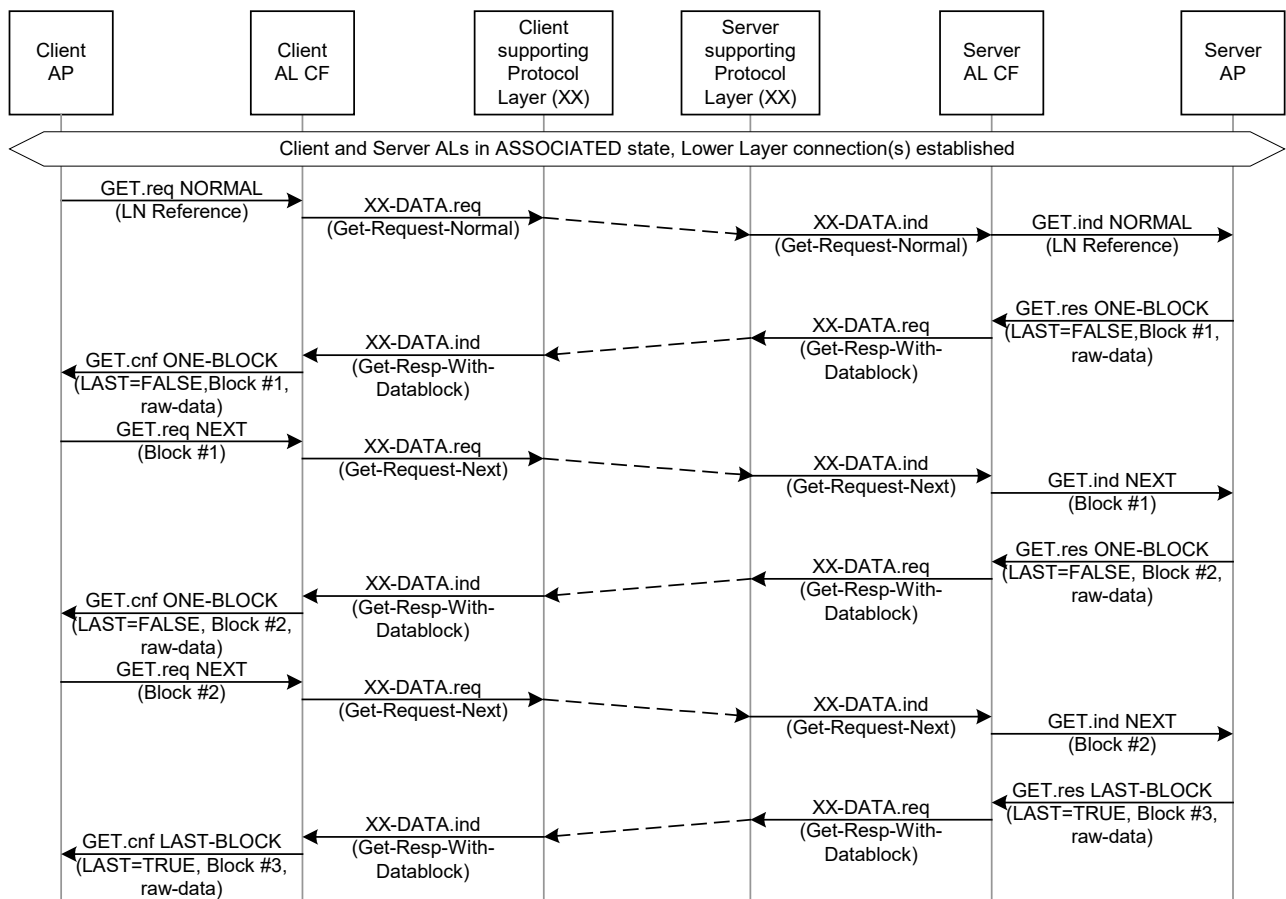 Client
AP
Client
AL CF
Client
supporting
Protocol
Layer (XX)
Server
supporting
Protocol
Layer (XX)
Server
AL CF
Server
AP
Client and Server ALs in ASSOCIATED state, Lower Layer connection(s) established
GET.req NORMAL
(LN Reference)
XX-DATA.req
(Get-Request-Normal)
XX-DATA.ind
(Get-Request-Normal)
GET.ind NORMAL
(LN Reference)
GET.res ONE-BLOCK
(LAST=FALSE,Block #1,
raw-data)
XX-DATA.req
(Get-Resp-With-
Datablock)
XX-DATA.ind
(Get-Resp-With-
Datablock)
GET.cnf ONE-BLOCK
(LAST=FALSE,Block #1,
raw-data)
GET.req NEXT
(Block #1)
XX-DATA.req
(Get-Request-Next)
XX-DATA.ind
(Get-Request-Next)
GET.ind NEXT
(Block #1)
GET.res ONE-BLOCK
(LAST=FALSE, Block #2,
raw-data)
XX-DATA.req
(Get-Resp-With-
Datablock)
XX-DATA.ind
(Get-Resp-With-
Datablock)
GET.cnf ONE-BLOCK
(LAST=FALSE, Block #2,
raw-data)
GET.req NEXT
(Block #2)
XX-DATA.req
(Get-Request-Next)
XX-DATA.ind
(Get-Request-Next)
GET.ind NEXT
(Block #2)
GET.res LAST-BLOCK
(LAST=TRUE, Block #3,
raw-data)
XX-DATA.req
(Get-Resp-With-
Datablock)
XX-DATA.ind
(Get-Resp-With-
Datablock)
GET.cnf LAST-BLOCK
(LAST=TRUE, Block #3,
raw-data)